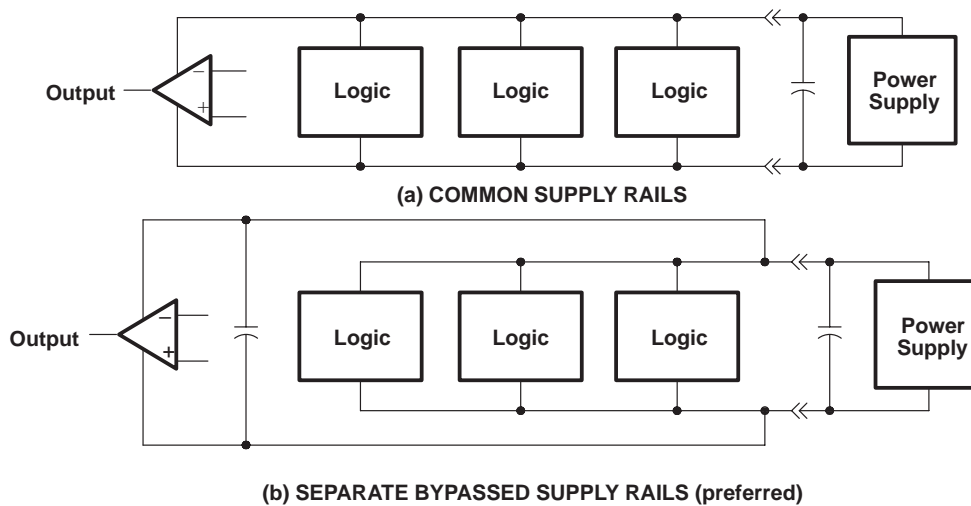 Output
−
+
Logic
Logic
Logic
Power
Supply
(a) COMMON SUPPLY RAILS
Output
−
+
Logic
Logic
Logic
Power
Supply
(b) SEPARATE BYPASSED SUPPLY RAILS (preferred)